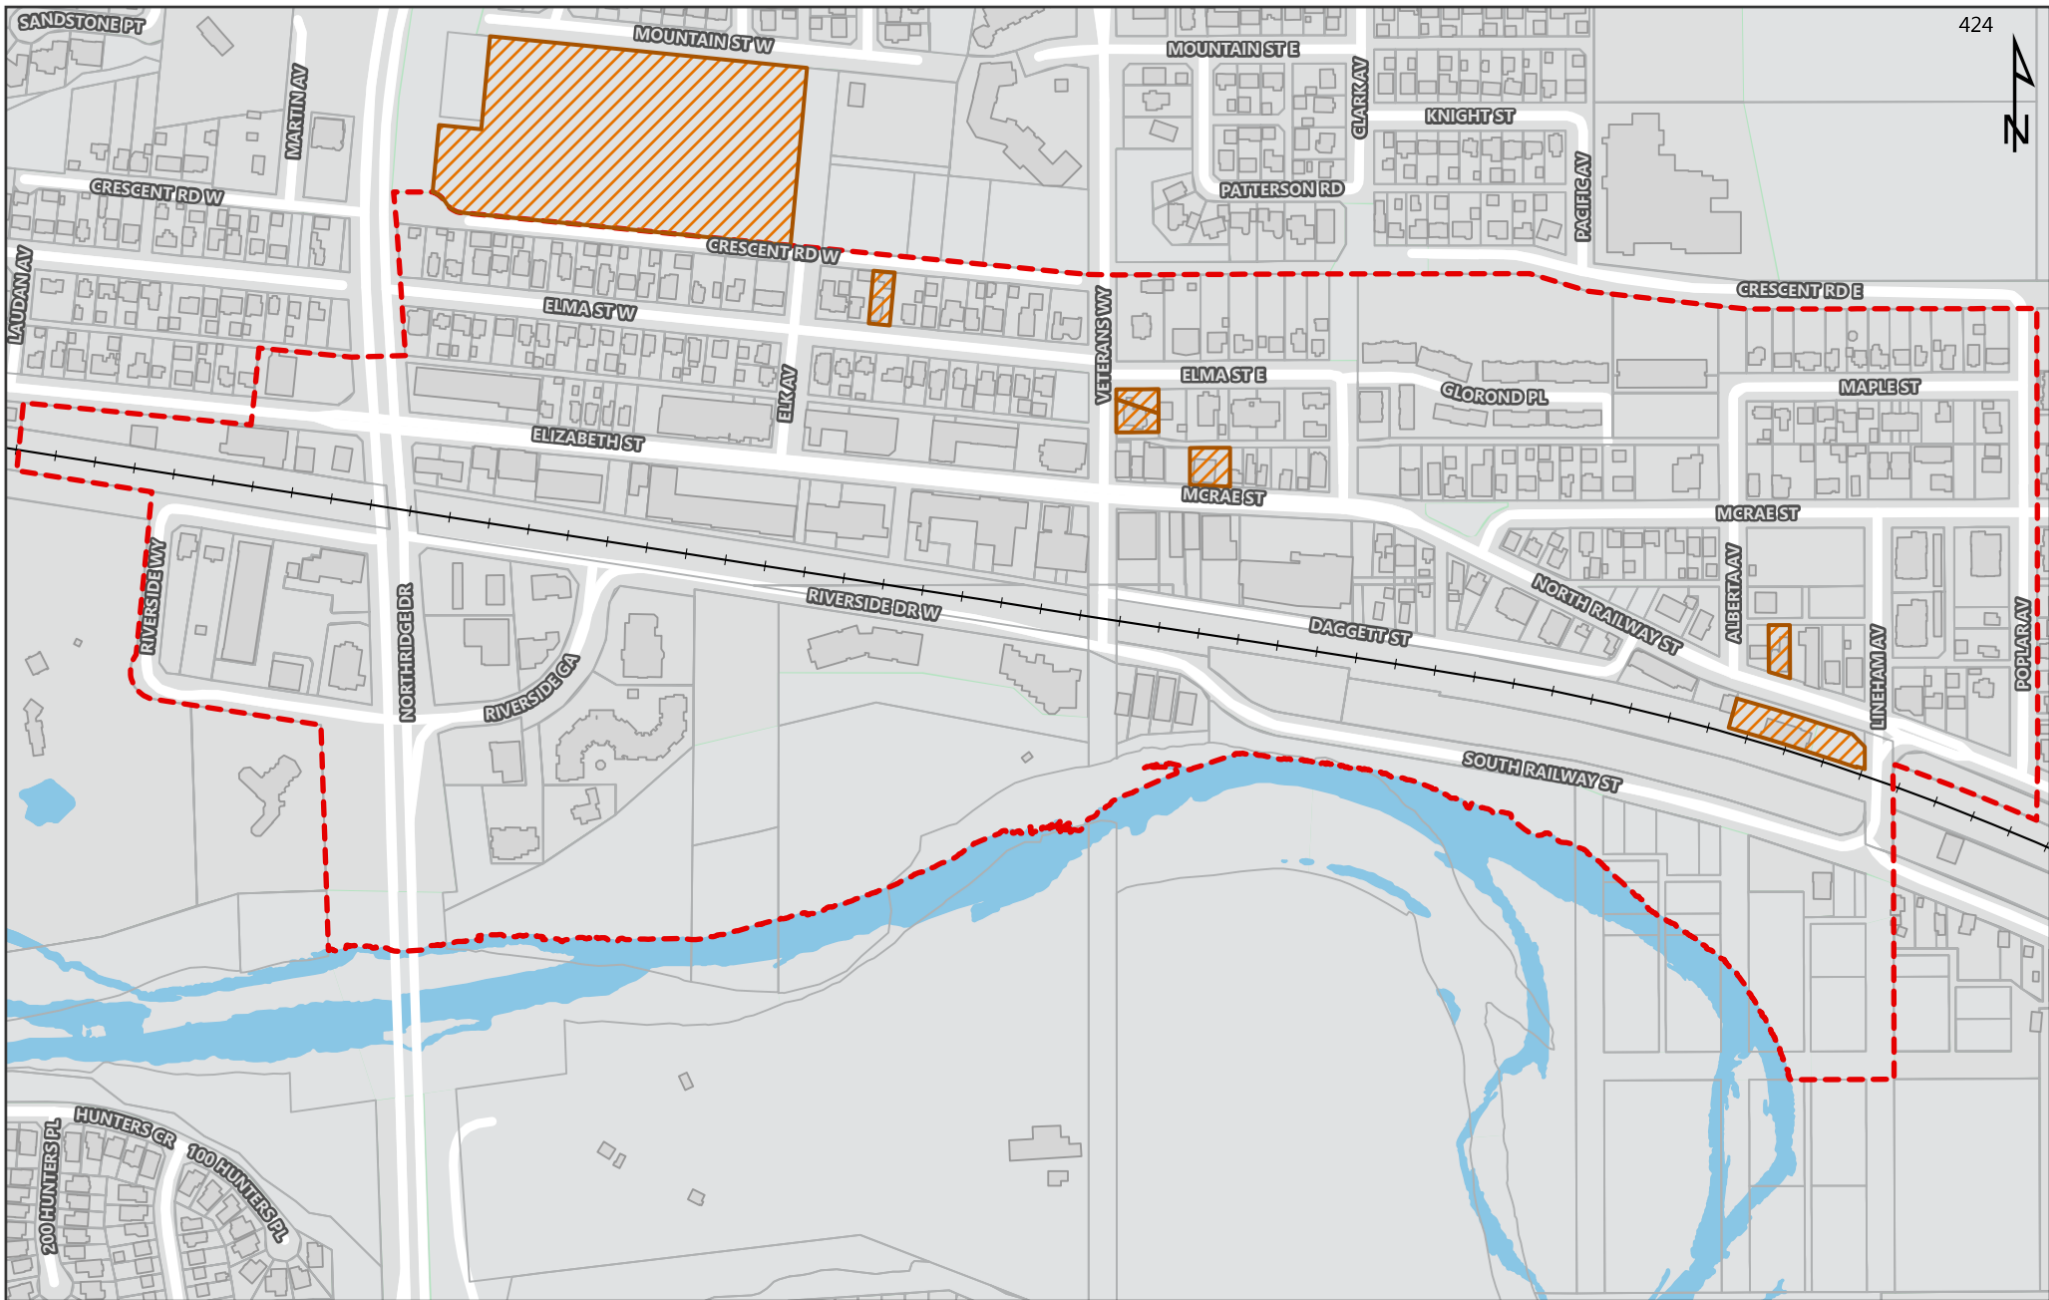 SANDSTONE PT
MOUNTAIN ST W
MOUNTAIN ST E
424
MARTIN AV
CLARK AV
KNIGHT ST
N
PACIFIC AV
CRESCENT RD W
PATTERSON RD
LAUDAN AV
CRESCENT RD W
ELMA ST W
VETERANS WY
CRESCENT RD E
ELK AV
ELMA ST E
GLOROND PL
MAPLE ST
ELIZABETH ST
MCRAE ST
MCRAE ST
RIVERSIDE WY
NORTHRIDGE DR
RIVERSIDE DR W
DAGGETT ST
NORTH RAILWAY ST
ALBERTA AV
LINEHAM AV
POPLAR AV
RIVERSIDE GA
SOUTH RAILWAY ST
HUNTERS CR
200 HUNTERS PL
100 HUNTERS PL